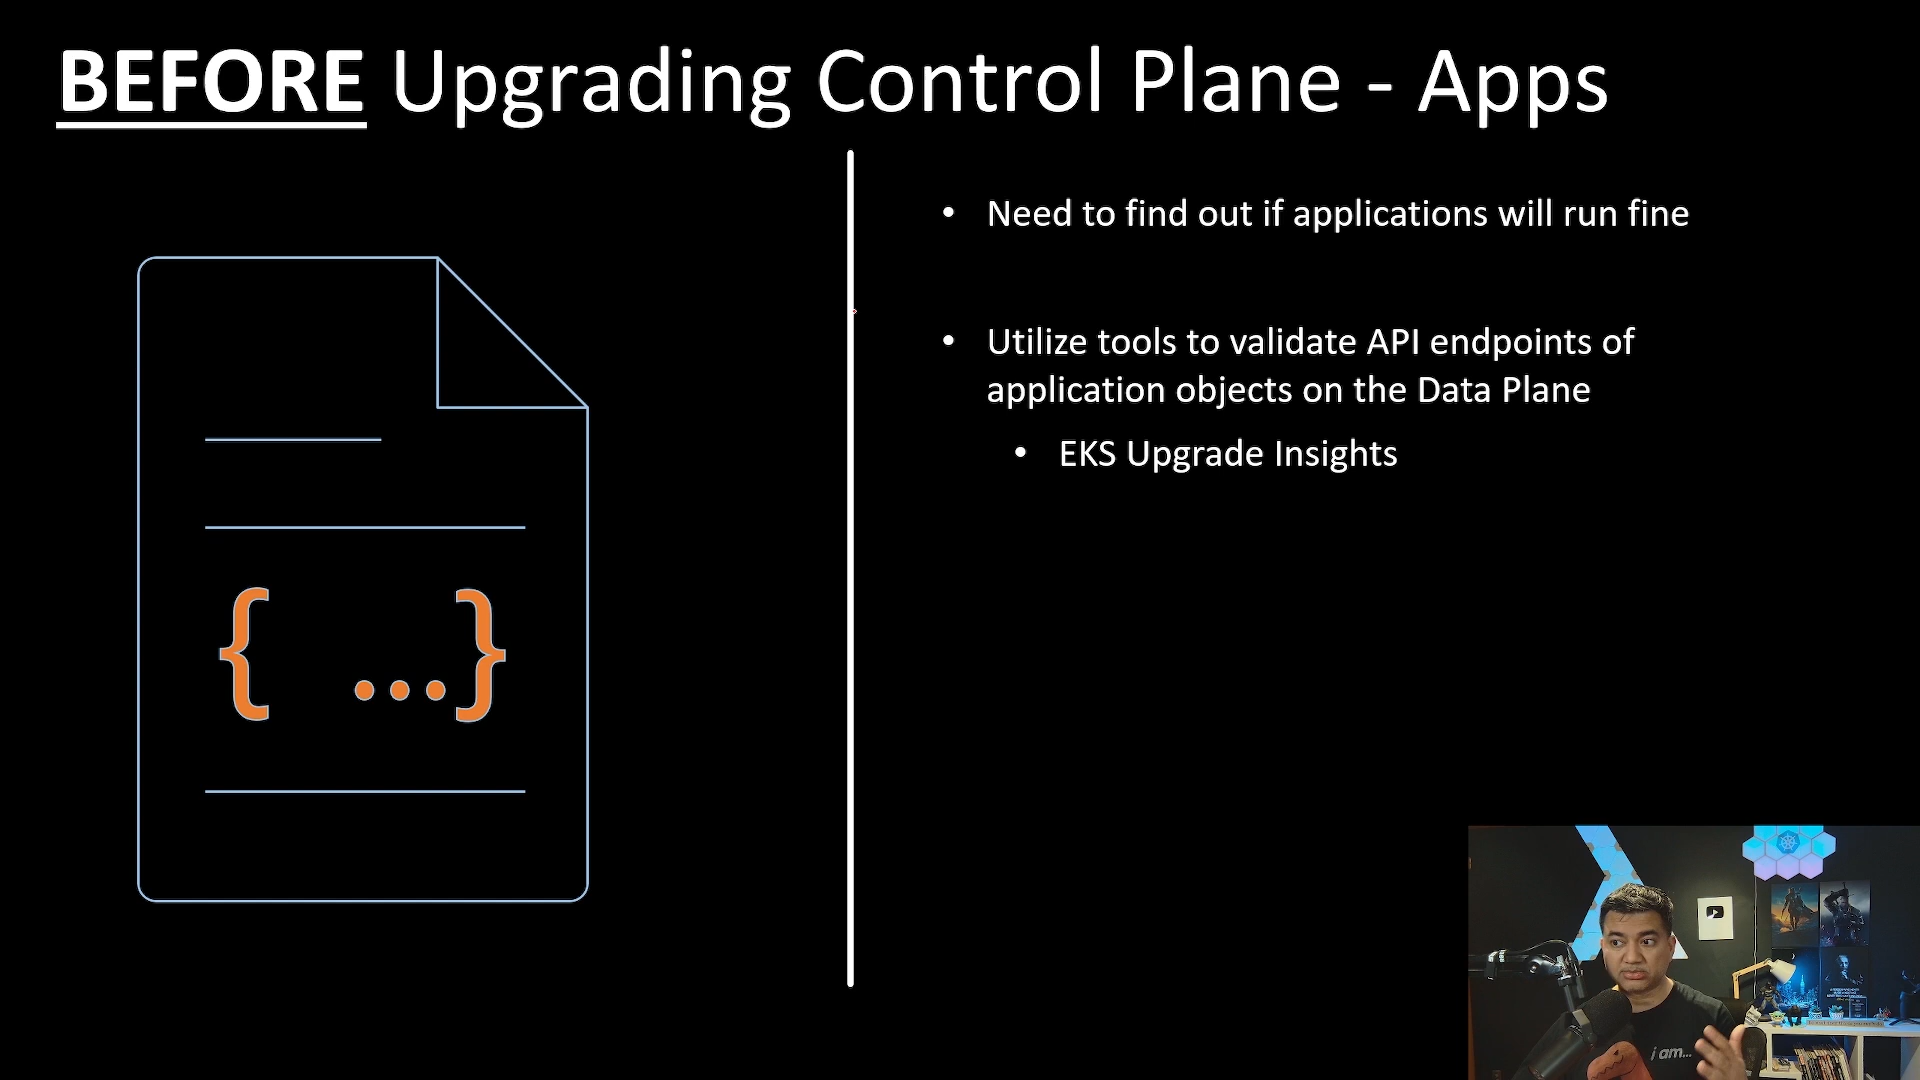 BEFORE Upgrading Control Plane - Apps
• Need to find out if applications will run fine
• Utilize tools to validate API endpoints of
application objects on the Data Plane
• EKS Upgrade Insights
{ ...}
i am...